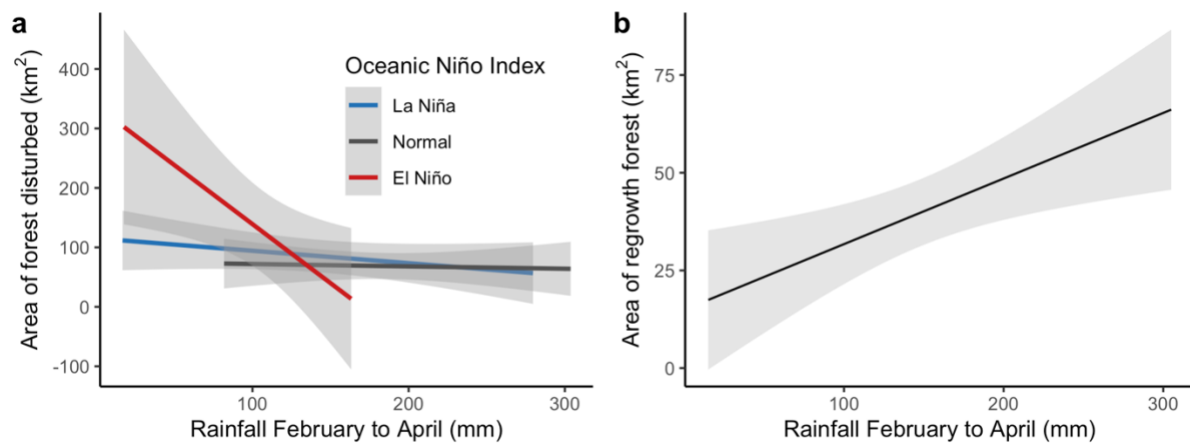 a
Area of forest disturbed (km²)
400
300
200
100
0
-100
Oceanic Niño Index
La Niña
Normal
El Niño
100
200
300
Rainfall February to April (mm)
b
Area of regrowth forest (km²)
75
50
25
0
100
200
300
Rainfall February to April (mm)